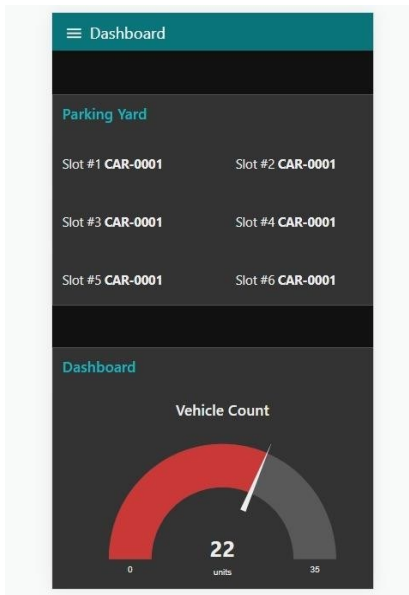 Dashboard
Parking Yard
Slot #1 CAR-0001 Slot #2 CAR-0001
Slot #3 CAR-0001 Slot #4 CAR-0001
Slot #5 CAR-0001 Slot #6 CAR-0001
Dashboard
Vehicle Count
22
0 units 35